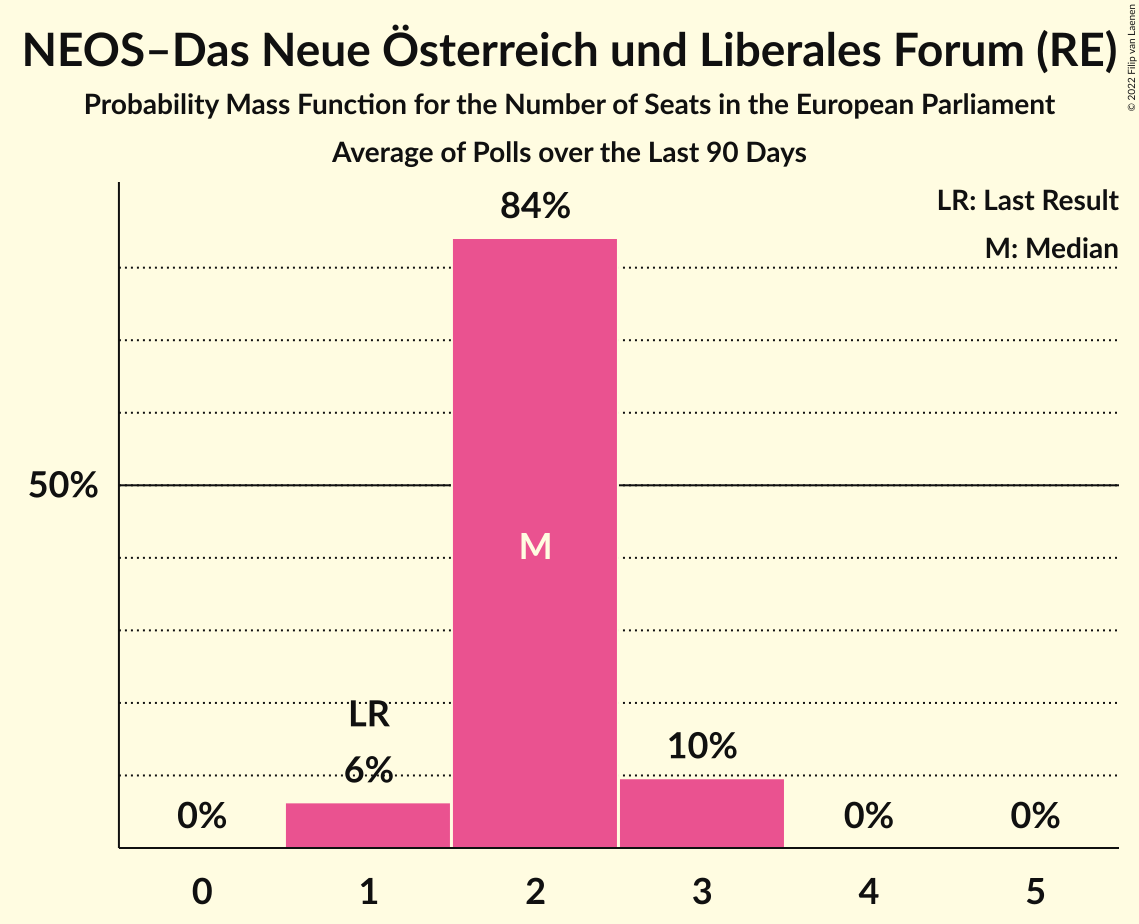 NEOS–Das Neue Österreich und Liberales Forum (RE)
Probability Mass Function for the Number of Seats in the European Parliament
Average of Polls over the Last 90 Days
© 2022 Filip van Laenen
LR: Last Result
M: Median
84%
50%
M
LR
10%
6%
0%
0%
0%
0 1 2 3 4 5